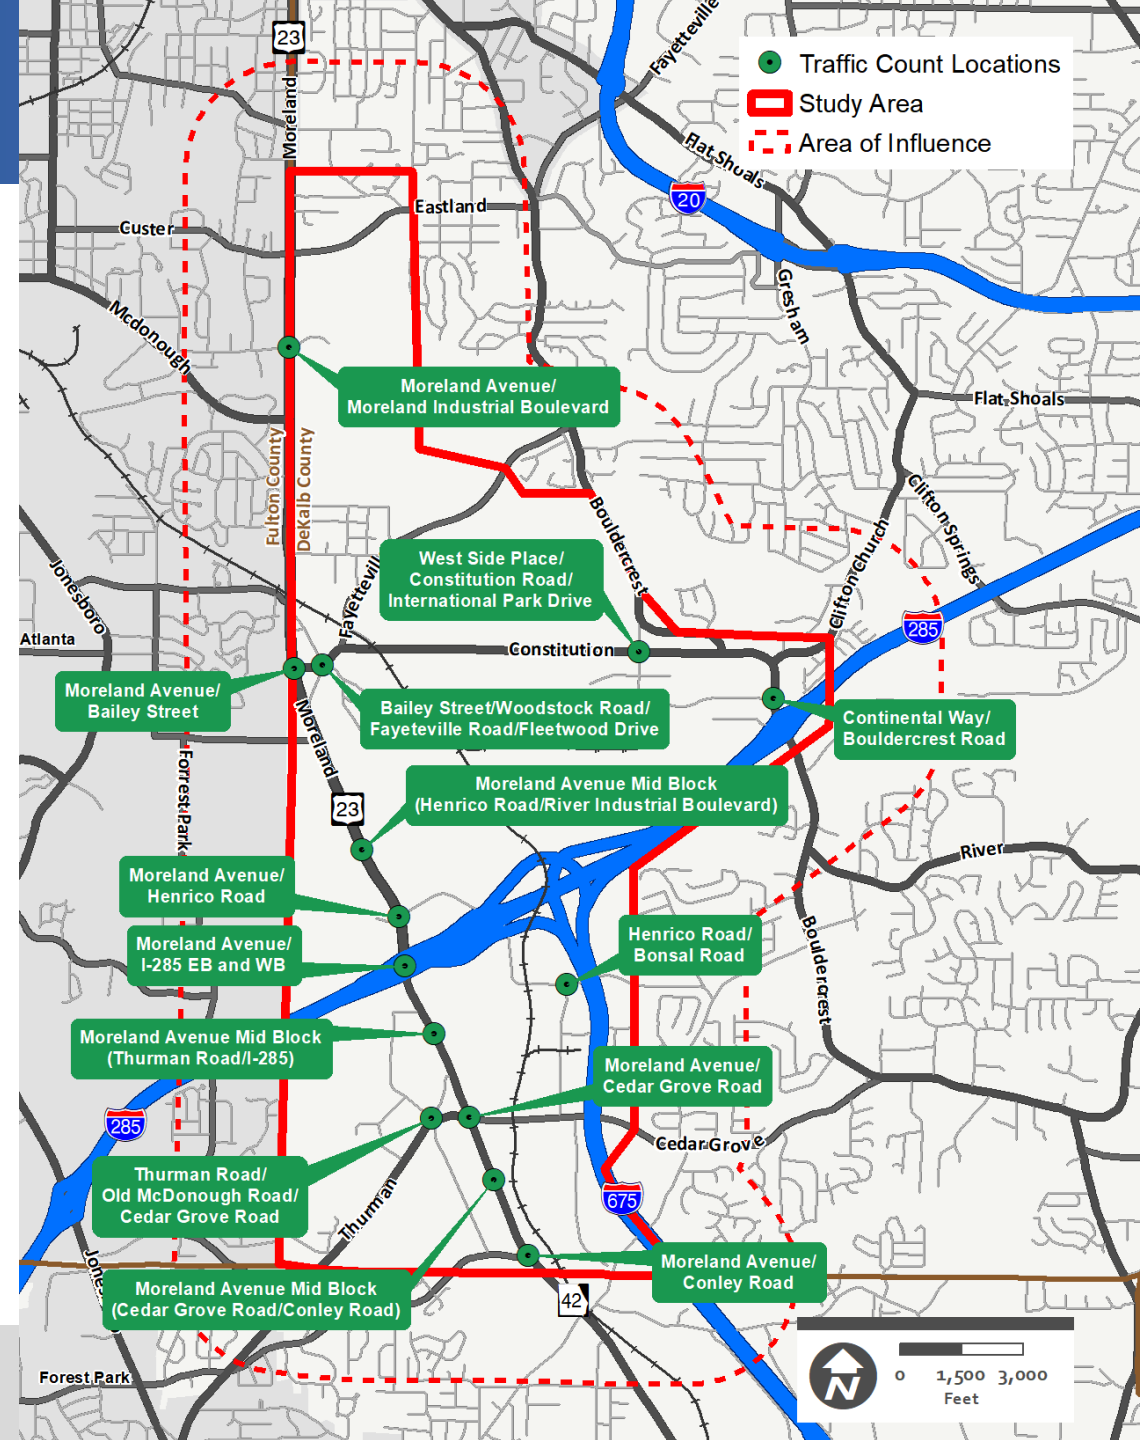 23
Moreland
Fayetteville
Traffic Count Locations
Study Area
Area of Influence
Flat Shoals
20
Custer
Eastland
Mcdonough
Gresham
Moreland Avenue/
Moreland Industrial Boulevard
Flat Shoals
Fulton County
DeKalb County
Bouldercrest
Clifton Springs
Clifton Church
West Side Place/
Constitution Road/
International Park Drive
Fayettevill
Jonesboro
285
Atlanta
Constitution
Moreland Avenue/
Bailey Street
Bailey Street/Woodstock Road/
Fayeteville Road/Fleetwood Drive
Continental Way/
Bouldercrest Road
Moreland
Forrest Park
23
Moreland Avenue Mid Block
(Henrico Road/River Industrial Boulevard)
River
Moreland Avenue/
Henrico Road
Moreland Avenue/
I-285 EB and WB
Henrico Road/
Bonsal Road
Bouldercrest
Moreland Avenue Mid Block
(Thurman Road/I-285)
Moreland Avenue/
Cedar Grove Road
285
Cedar Grove
Thurman Road/
Old McDonough Road/
Cedar Grove Road
Thurman
675
Jones
Moreland Avenue/
Conley Road
Moreland Avenue Mid Block
(Cedar Grove Road/Conley Road)
42
Forest Park
N
0 1,500 3,000
Feet